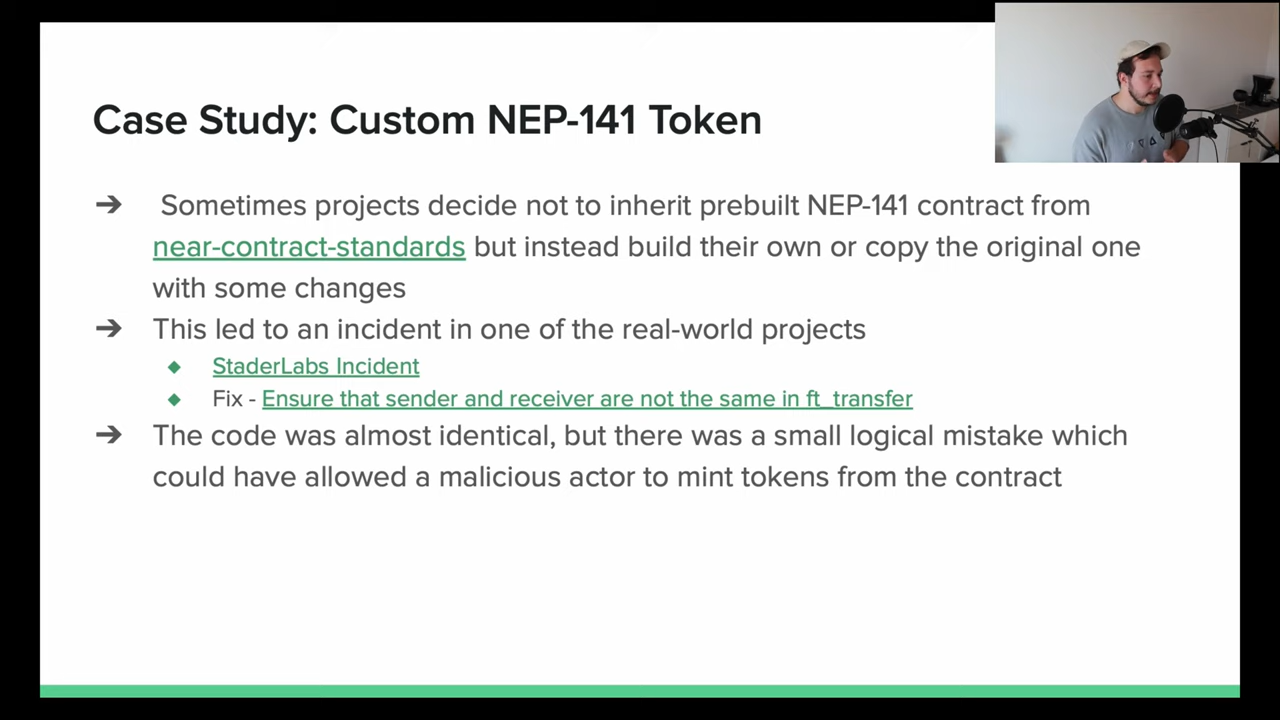 Case Study: Custom NEP-141 Token
➔ Sometimes projects decide not to inherit prebuilt NEP-141 contract from
near-contract-standards but instead build their own or copy the original one
with some changes
➔ This led to an incident in one of the real-world projects
◆ StaderLabs Incident
◆ Fix - Ensure that sender and receiver are not the same in ft_transfer
➔ The code was almost identical, but there was a small logical mistake which
could have allowed a malicious actor to mint tokens from the contract